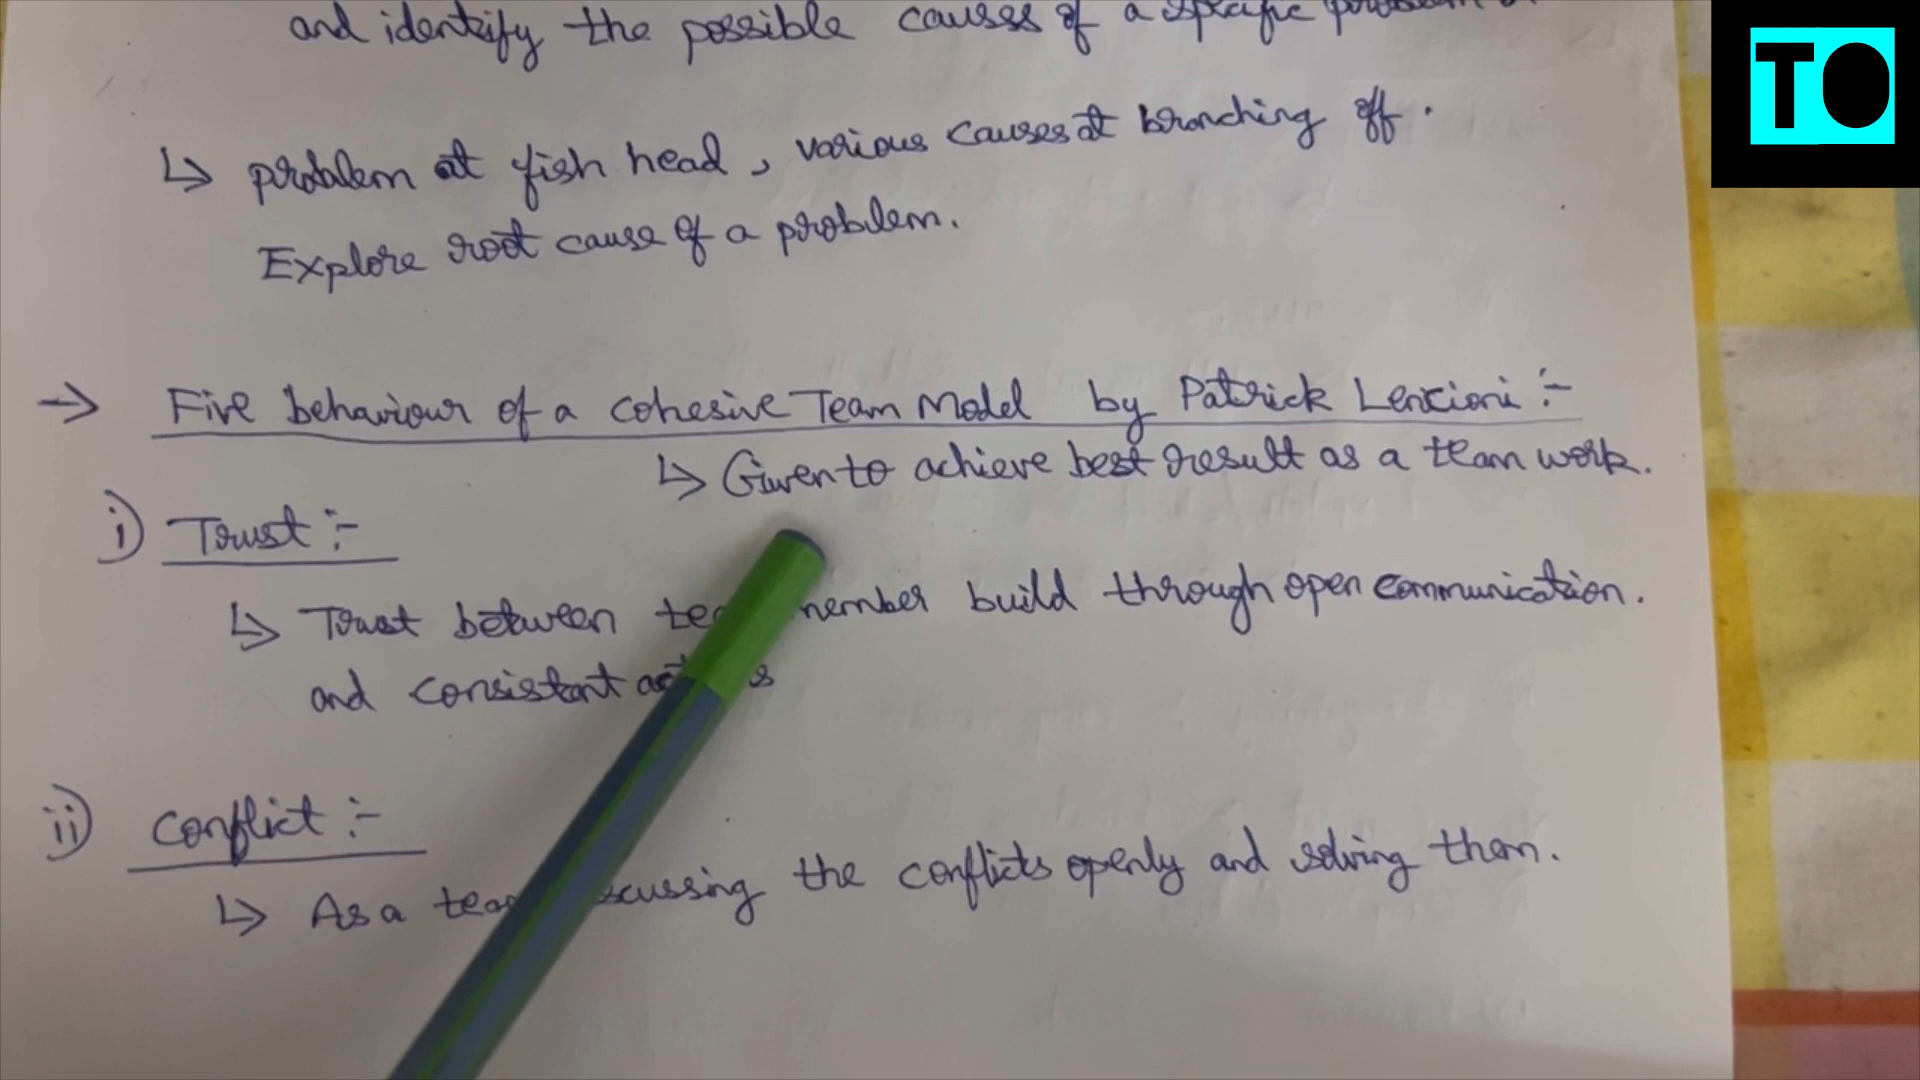 and identify the possible causes of a specific
↳ problem at fish head, various causes at branching off.
Explore root cause of a problem.
→ Five behaviour of a cohesive Team Model by Patrick Lencioni :-
↳ Given to achieve best result as a team work.
i) Trust :-
↳ Trust between member build through open communication.
and consistant
ii) Conflict :-
↳ As a the conflicts openly and solving them.
TO